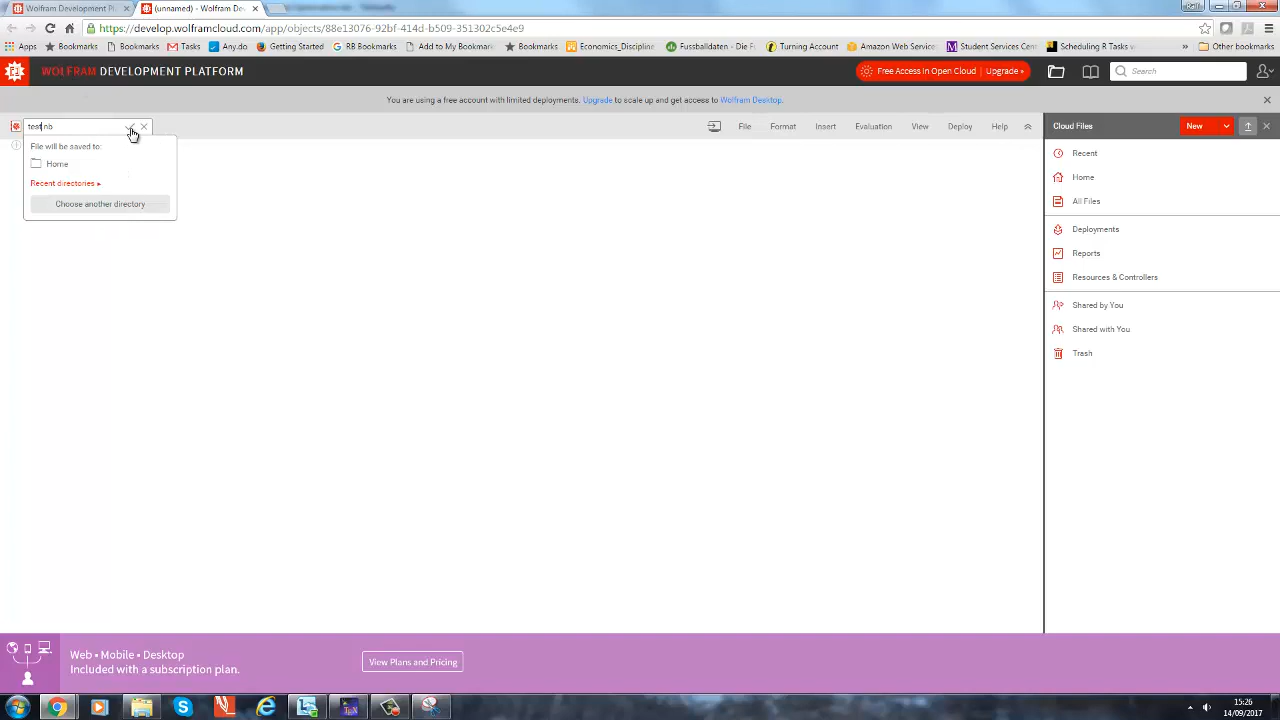 Wolfram Development Pl
(unnamed) - Wolfram De
https://develop.wolframcloud.com/app/objects/88e13076-92bf-414d-b509-351302c5e4e9
Apps Bookmarks Bookmarks Tasks Any.do Getting Started RB Bookmarks Add to My Bookmark Bookmarks Economics_Discipline Fussballdaten - Die F Turning Account Amazon Web Service Student Services Cen Scheduling R Tasks v » Other bookmarks
WOLFRAM DEVELOPMENT PLATFORM
Free Access in Open Cloud | Upgrade »
Search
You are using a free account with limited deployments. Upgrade to scale up and get access to Wolfram Desktop.
test.nb
File Format Insert Evaluation View Deploy Help
Cloud Files
New
File will be saved to:
Home
Recent directories ▸
Choose another directory
Recent
Home
All Files
Deployments
Reports
Resources & Controllers
Shared by You
Shared with You
Trash
Web • Mobile • Desktop
Included with a subscription plan.
View Plans and Pricing
15:26
14/09/2017